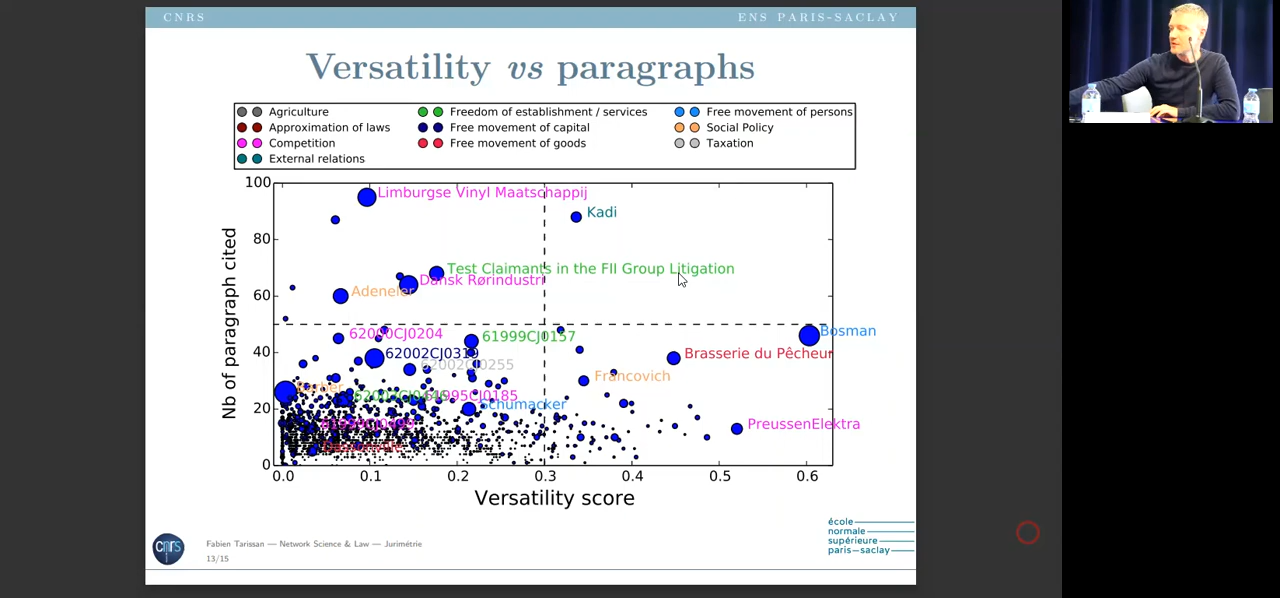 CNRS
ENS PARIS-SACLAY
Versatility vs paragraphs
Agriculture
Approximation of laws
Competition
External relations
Freedom of establishment / services
Free movement of capital
Free movement of goods
Free movement of persons
Social Policy
Taxation
100
80
60
40
20
0
Nb of paragraph cited
Limburgse Vinyl Maatschappij
Kadi
Test Claimants in the FII Group Litigation
Dansk Rørindustri
Adeneler
62000CJ0204
61999CJ0157
Bosman
62002CJ0319
62002CJ0255
Brasserie du Pêcheur
Francovich
Barber
61995CJ0185
Schumacker
PreussenElektra
0.0 0.1 0.2 0.3 0.4 0.5 0.6
Versatility score
cnrs
Fabien Tarissan — Network Science & Law — Jurimétrie
13/15
école
normale
supérieure
paris–saclay